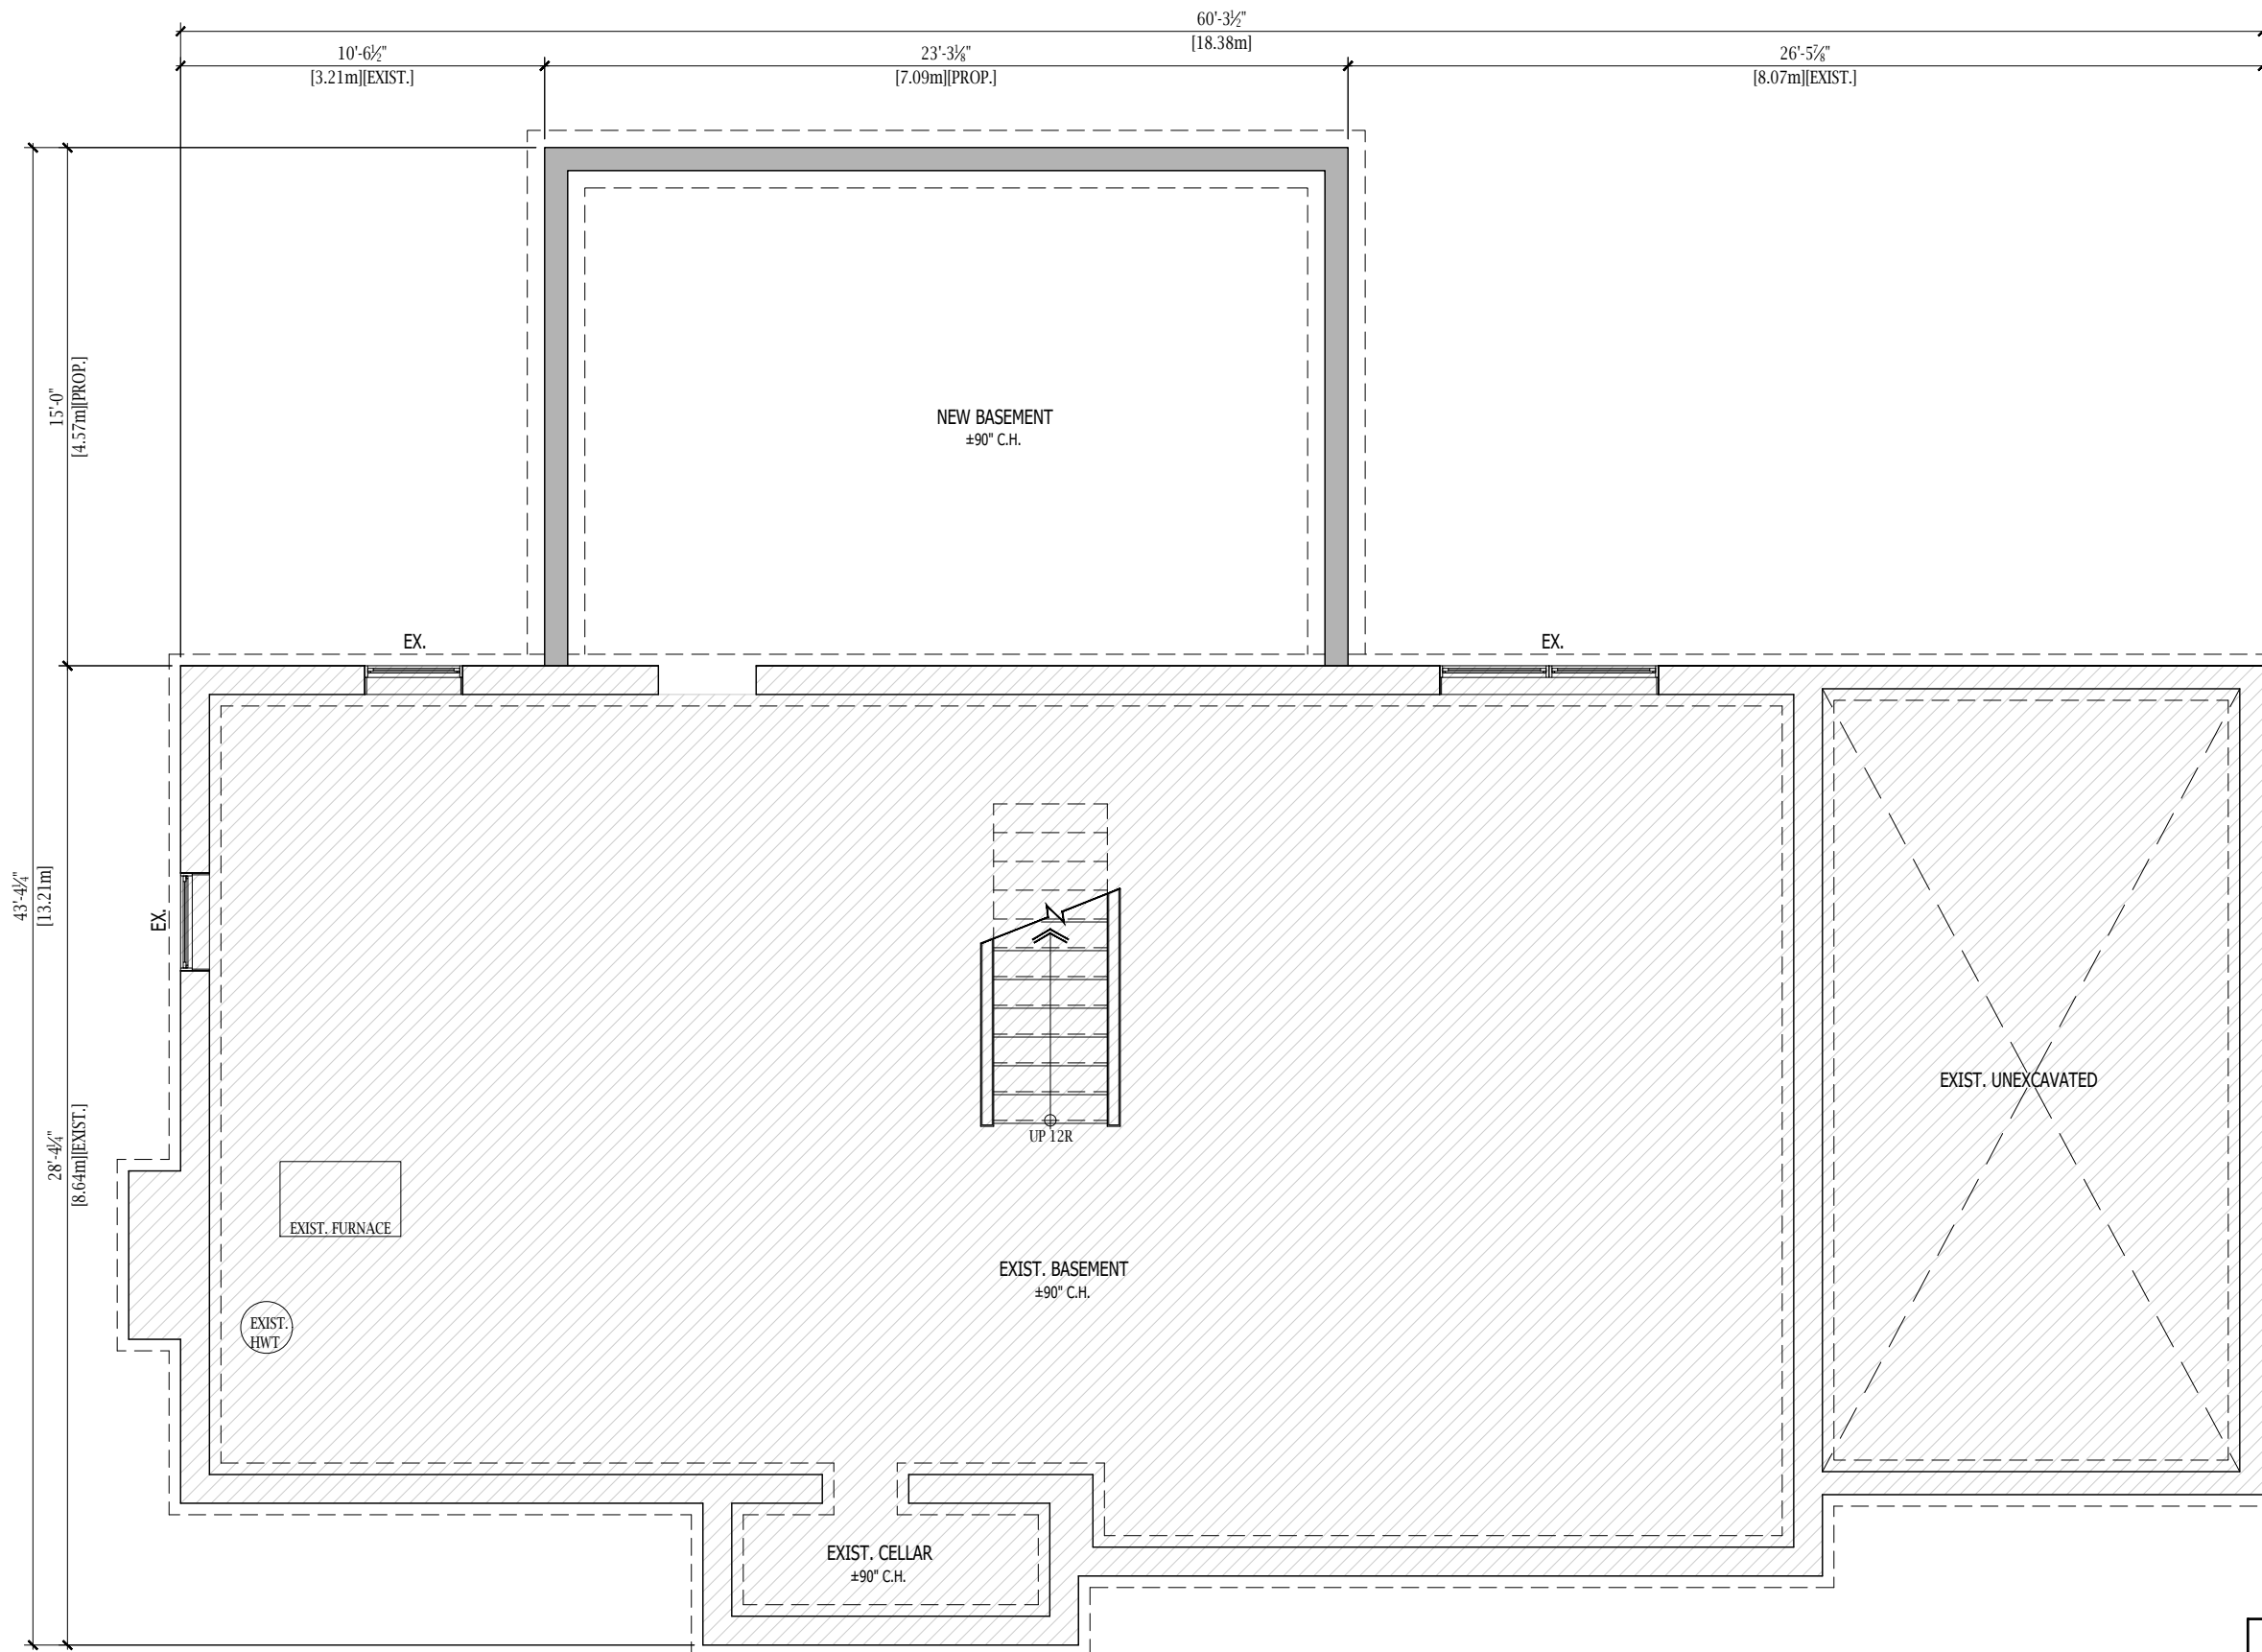 60'-3½"
[18.38m]
10'-6½"
[3.21m][EXIST.]
23'-3⅛"
[7.09m][PROP.]
26'-5⅞"
[8.07m][EXIST.]
15'-0"
[4.57m][PROP.]
NEW BASEMENT
±90" C.H.
EX.
EX.
43'-4¼"
[13.21m]
EX.
28'-4¼"
[8.64m][EXIST.]
EXIST. UNEXCAVATED
UP 12R
EXIST. FURNACE
EXIST. BASEMENT
±90" C.H.
EXIST.
HWT
EXIST. CELLAR
±90" C.H.